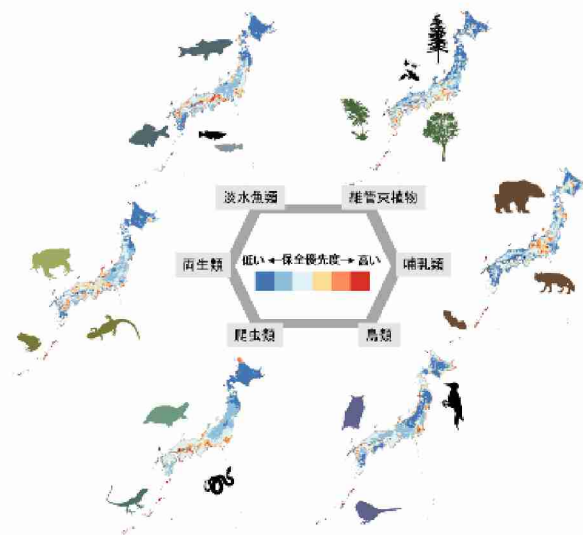 淡水魚類
維管束植物
両生類
低い ←保全優先度→ 高い
哺乳類
爬虫類
鳥類